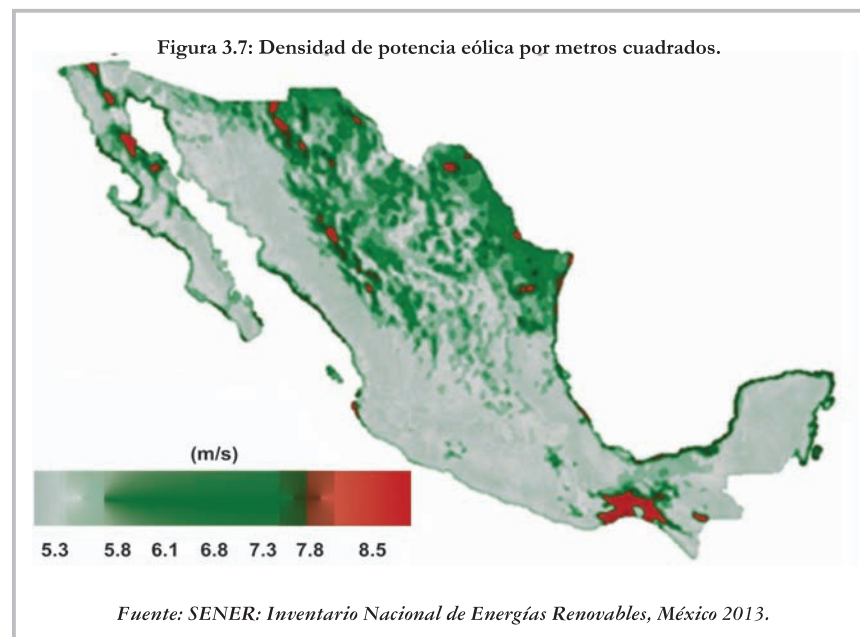 Figura 3.7: Densidad de potencia eólica por metros cuadrados.
(m/s)
5.3 5.8 6.1 6.8 7.3 7.8 8.5
Fuente: SENER: Inventario Nacional de Energías Renovables, México 2013.